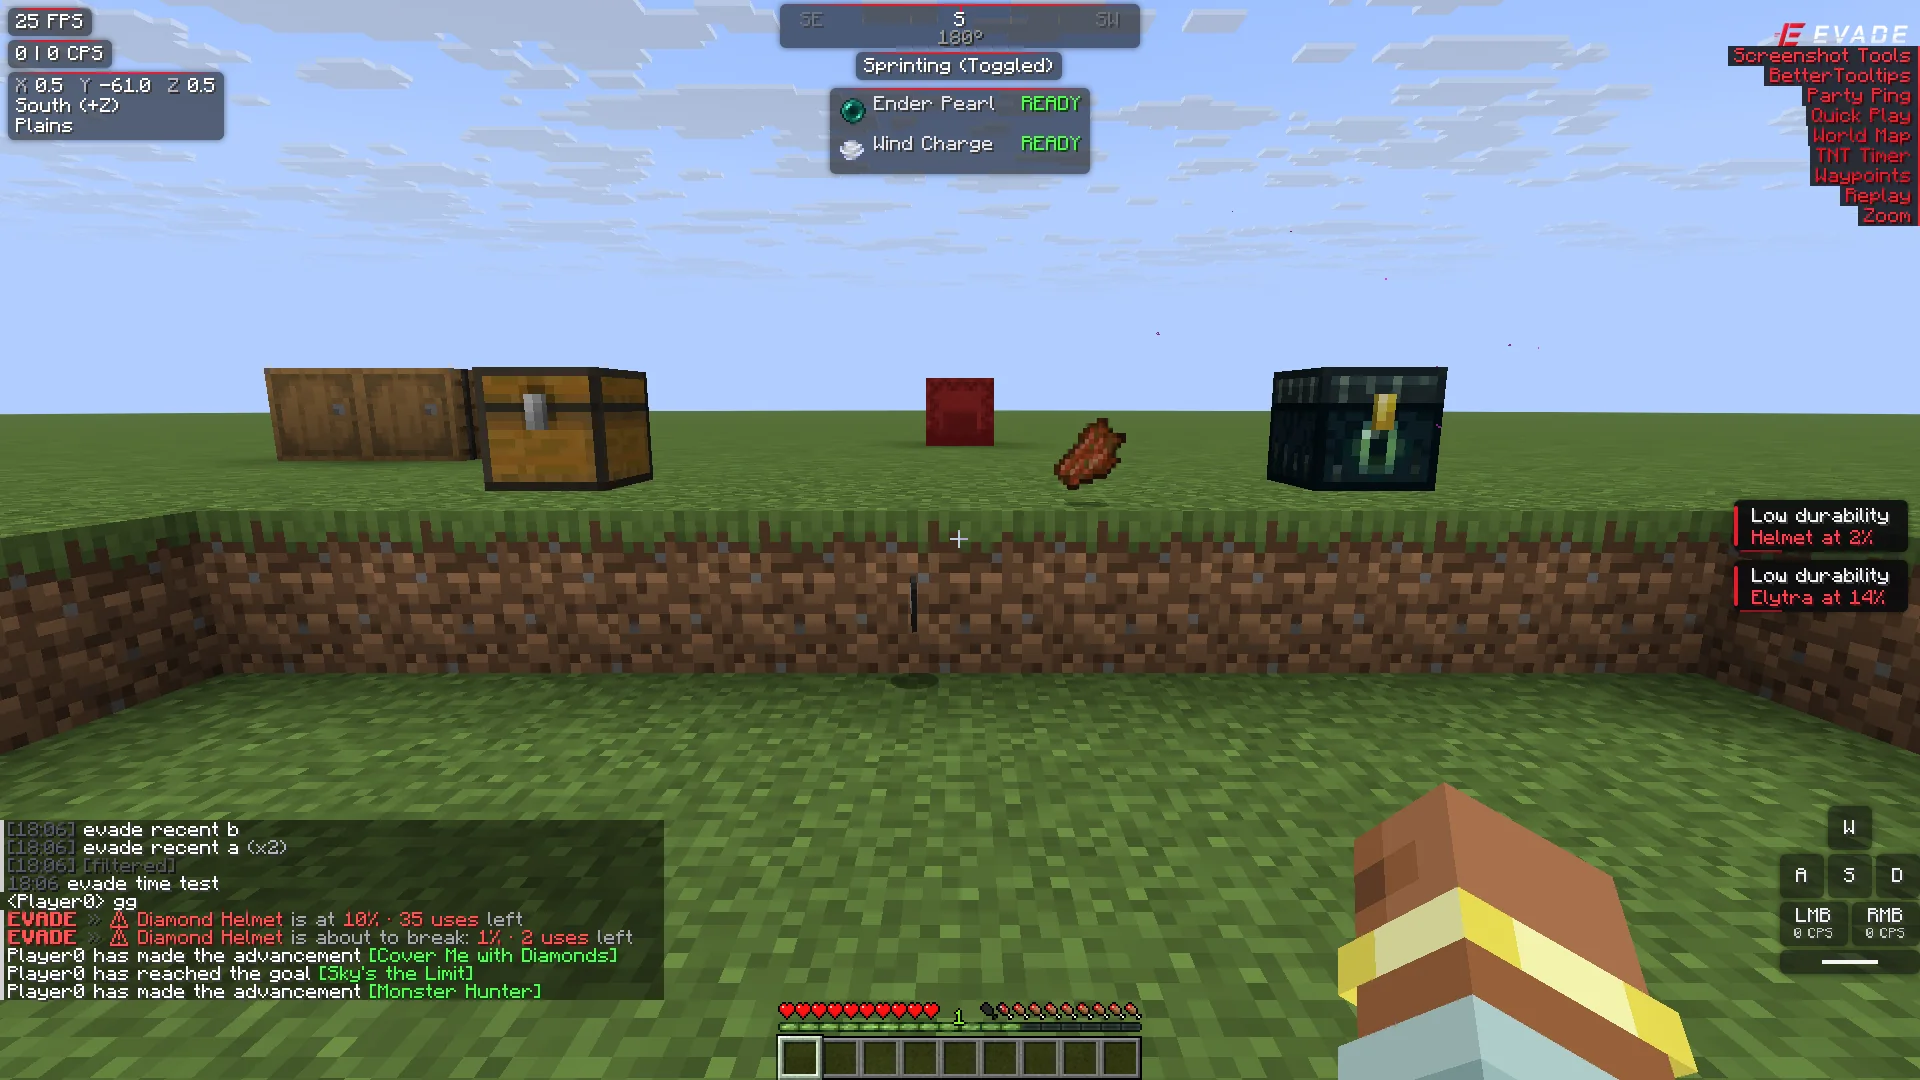 25 FPS
0 | 0 CPS
X 0.5 Y -61.0 Z 0.5
South (+Z)
Plains
SE S SW
180°
Sprinting (Toggled)
Ender Pearl READY
Wind Charge READY
EVADE
Screenshot Tools
BetterTooltips
Party Ping
Quick Play
World Map
TNT Timer
Waypoints
Replay
Zoom
Low durability
Helmet at 2%
Low durability
Elytra at 14%
[18:06] evade recent b
[18:06] evade recent a (x2)
[18:06] [filtered]
18:06 evade time test
<Player0> gg
EVADE » ⚠ Diamond Helmet is at 10% · 35 uses left
EVADE » ⚠ Diamond Helmet is about to break: 1% · 2 uses left
Player0 has made the advancement [Cover Me with Diamonds]
Player0 has reached the goal [Sky's the Limit]
Player0 has made the advancement [Monster Hunter]
1
W
A S D
LMB RMB
0 CPS 0 CPS